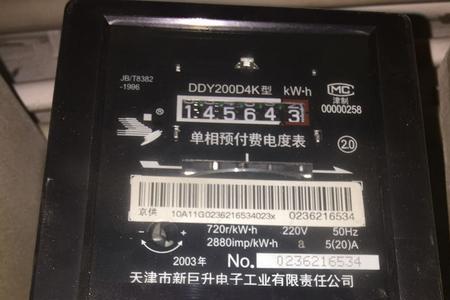 JB/T8382
-1996
DDY200D4K型 kW·h
MC
津制
00000258
145643
单相预付费电度表
2.0
京供 10A11G0236216534023x 0236216534
720r/kW·h 220V 50Hz
2880imp/kW·h a 5(20)A
2003年 No. 0236216534
天津市新巨升电子工业有限责任公司